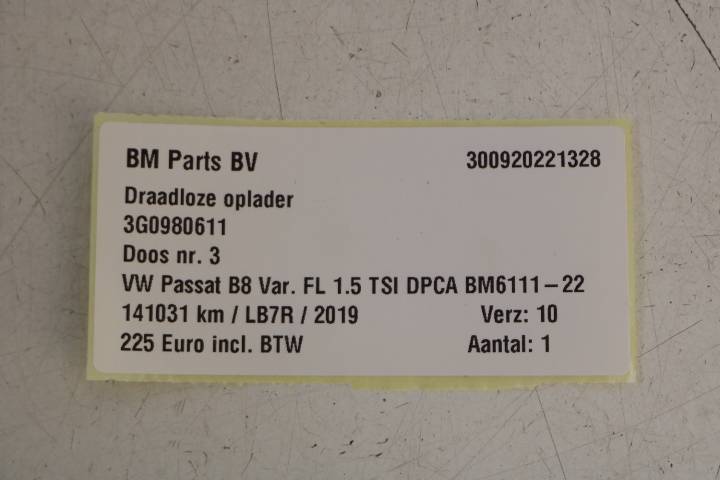 BM Parts BV 300920221328
Draadloze oplader
3G0980611
Doos nr. 3
VW Passat B8 Var. FL 1.5 TSI DPCA BM6111-22
141031 km / LB7R / 2019 Verz: 10
225 Euro incl. BTW Aantal: 1